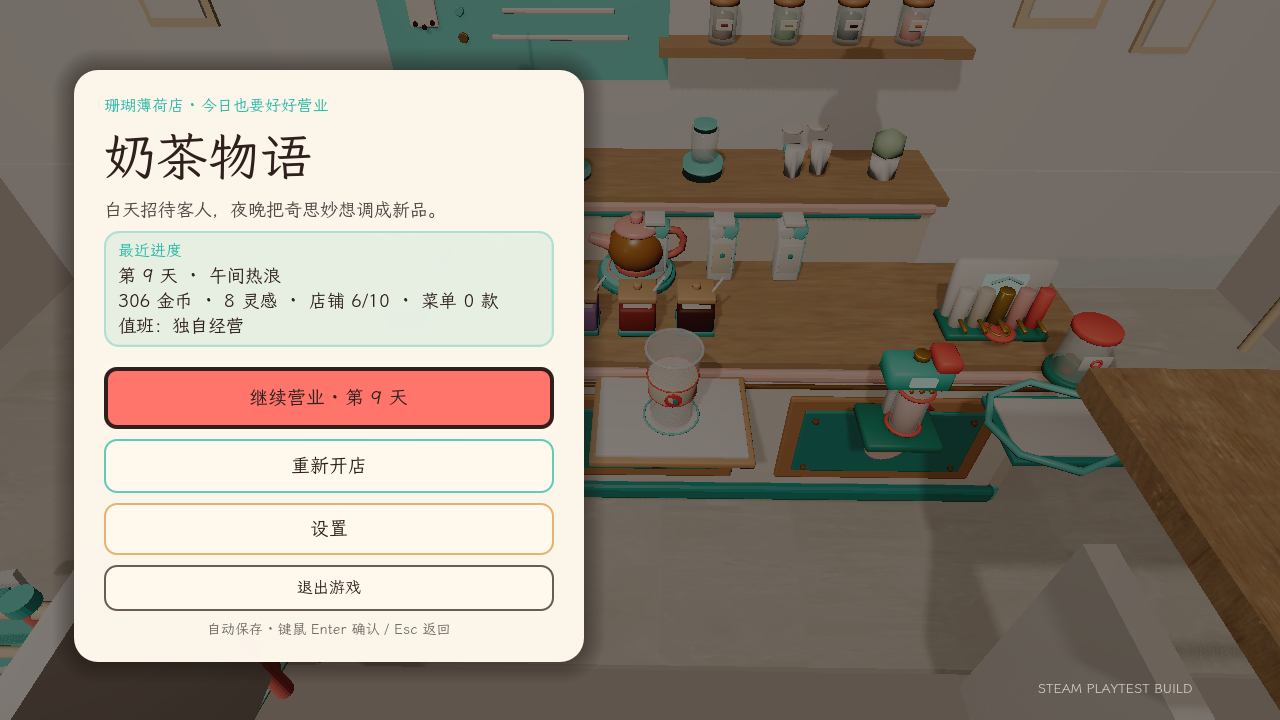 珊瑚薄荷店 · 今日也要好好营业
奶茶物语
白天招待客人，夜晚把奇思妙想调成新品。
最近进度
第 9 天 · 午间热浪
306 金币 · 8 灵感 · 店铺 6/10 · 菜单 0 款
值班：独自经营
继续营业 · 第 9 天
重新开店
设置
退出游戏
自动保存 · 键鼠 Enter 确认 / Esc 返回
STEAM PLAYTEST BUILD